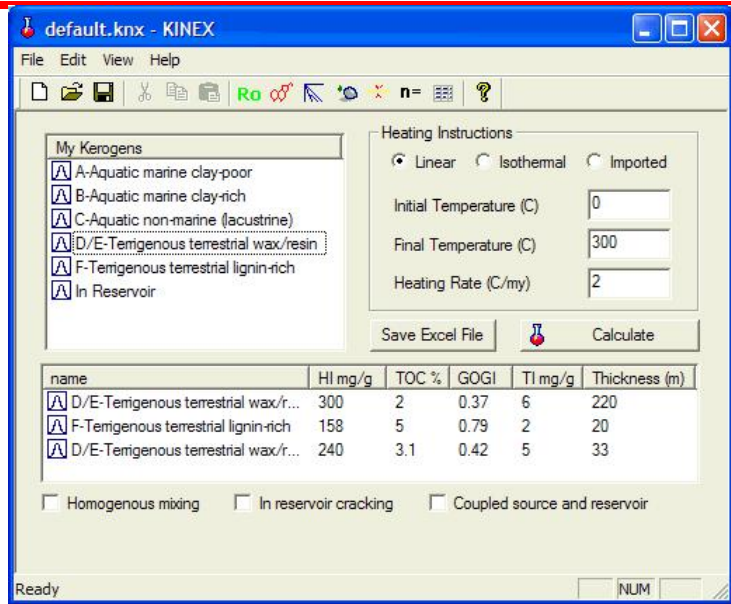 default.knx - KINEX
File Edit View Help
Ro n= ?
My Kerogens
A-Aquatic marine clay-poor
B-Aquatic marine clay-rich
C-Aquatic non-marine (lacustrine)
D/E-Terrigenous terrestrial wax/resin
F-Terrigenous terrestrial lignin-rich
In Reservoir
Heating Instructions
Linear Isothermal Imported
Initial Temperature (C) 0
Final Temperature (C) 300
Heating Rate (C/my) 2
Save Excel File Calculate
name HI mg/g TOC % GOGI TI mg/g Thickness (m)
D/E-Terrigenous terrestrial wax/r... 300 2 0.37 6 220
F-Terrigenous terrestrial lignin-rich 158 5 0.79 2 20
D/E-Terrigenous terrestrial wax/r... 240 3.1 0.42 5 33
Homogenous mixing In reservoir cracking Coupled source and reservoir
Ready NUM